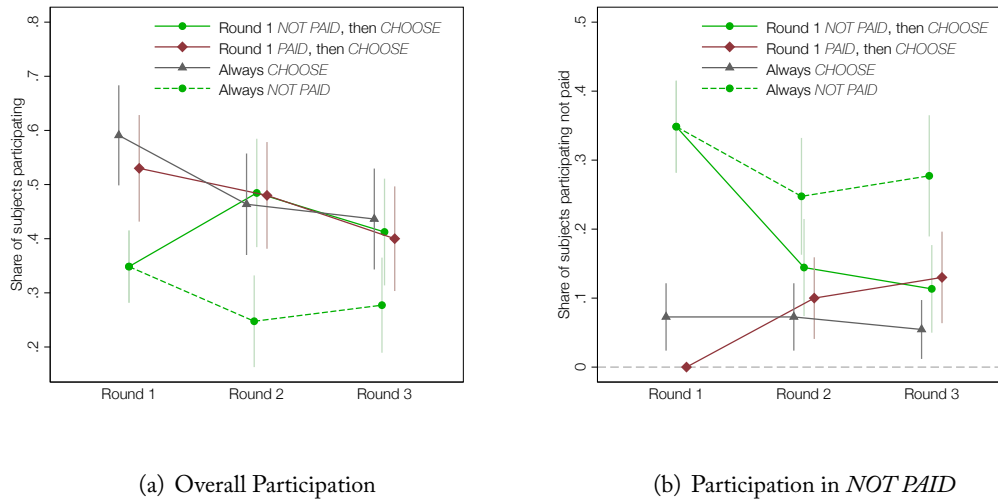 Round 1 NOT PAID, then CHOOSE
Round 1 PAID, then CHOOSE
Always CHOOSE
Always NOT PAID
Share of subjects participating
.8
.7
.6
.5
.4
.3
.2
Round 1
Round 2
Round 3
(a) Overall Participation
Round 1 NOT PAID, then CHOOSE
Round 1 PAID, then CHOOSE
Always CHOOSE
Always NOT PAID
Share of subjects participating not paid
.5
.4
.3
.2
.1
0
Round 1
Round 2
Round 3
(b) Participation in NOT PAID